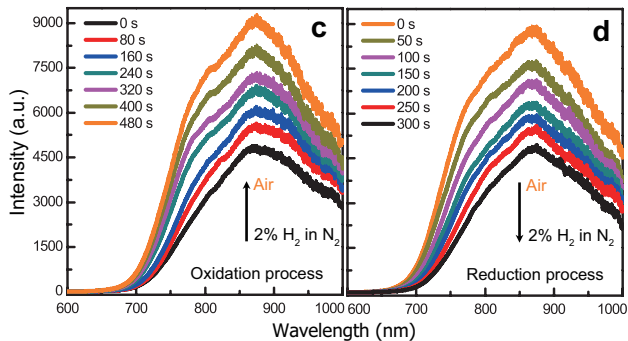 c
0 s
80 s
160 s
240 s
320 s
400 s
480 s
Air
2% H2 in N2
Oxidation process
9000
7500
6000
4500
3000
1500
0
Intensity (a.u.)
600 700 800 900 1000
d
0 s
50 s
100 s
150 s
200 s
250 s
300 s
Air
2% H2 in N2
Reduction process
600 700 800 900 1000
Wavelength (nm)